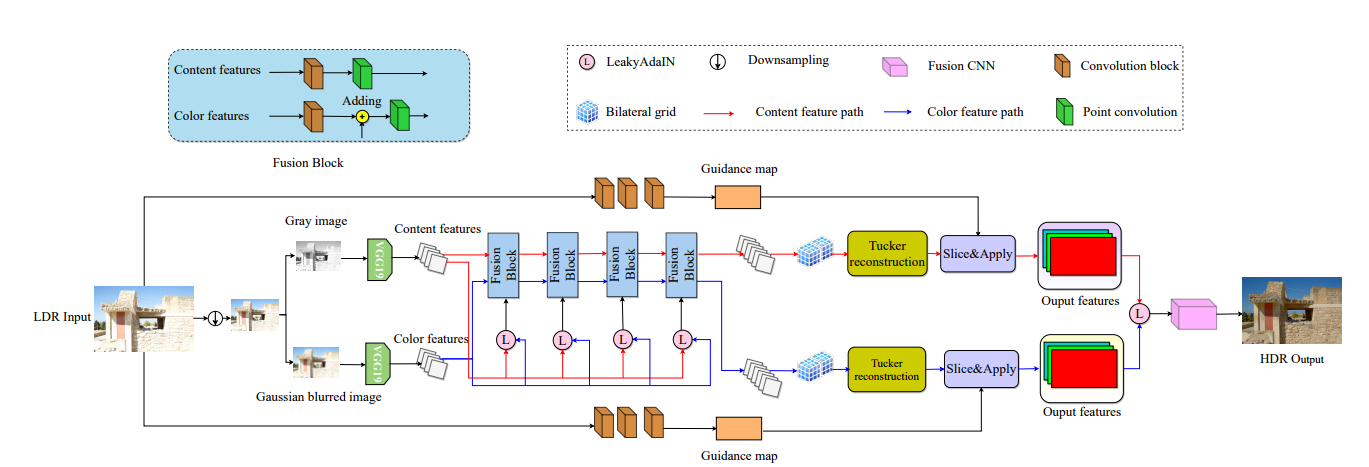 Content features
Adding
Color features
+
Fusion Block
L
LeakyAdaIN
Downsampling
Fusion CNN
Convolution block
Bilateral grid
Content feature path
Color feature path
Point convolution
Guidance map
Gray image
Content features
VGG19
Fusion
Block
Fusion
Block
Fusion
Block
Fusion
Block
Tucker
reconstruction
Slice&Apply
Ouput features
LDR Input
L
HDR Output
Color features
L
L
L
L
VGG19
Gaussian blurred image
Tucker
reconstruction
Slice&Apply
Ouput features
Guidance map